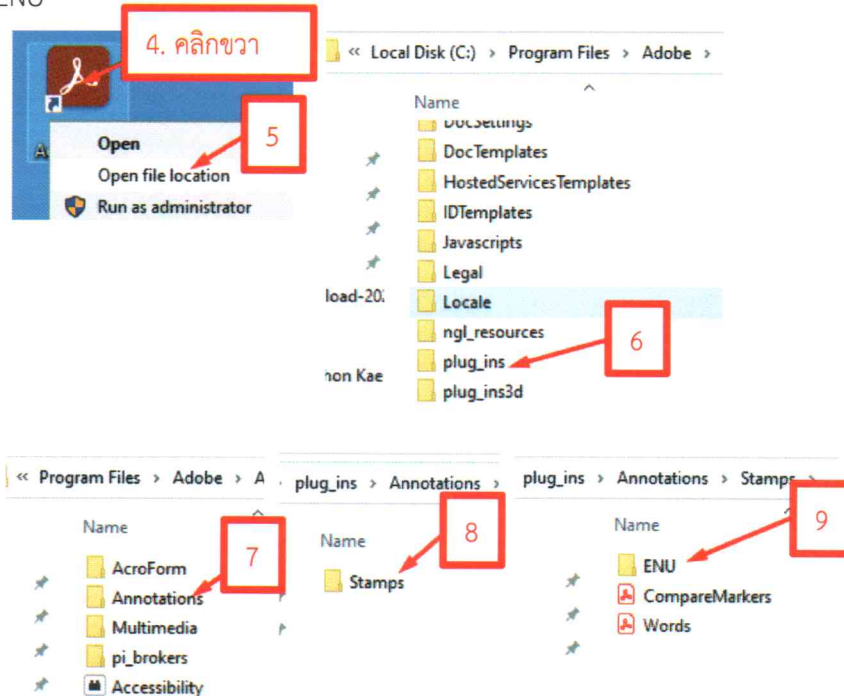 ENU
4. คลิกขวา
5
Open
Open file location
Run as administrator
« Local Disk (C:) › Program Files › Adobe ›
Name
DocSettings
DocTemplates
HostedServicesTemplates
IDTemplates
Javascripts
Legal
Locale
ngl_resources
plug_ins
plug_ins3d
6
« Program Files › Adobe › A
Name
AcroForm
Annotations
Multimedia
pi_brokers
Accessibility
7
plug_ins › Annotations ›
Name
Stamps
8
plug_ins › Annotations › Stamps ›
Name
ENU
CompareMarkers
Words
9